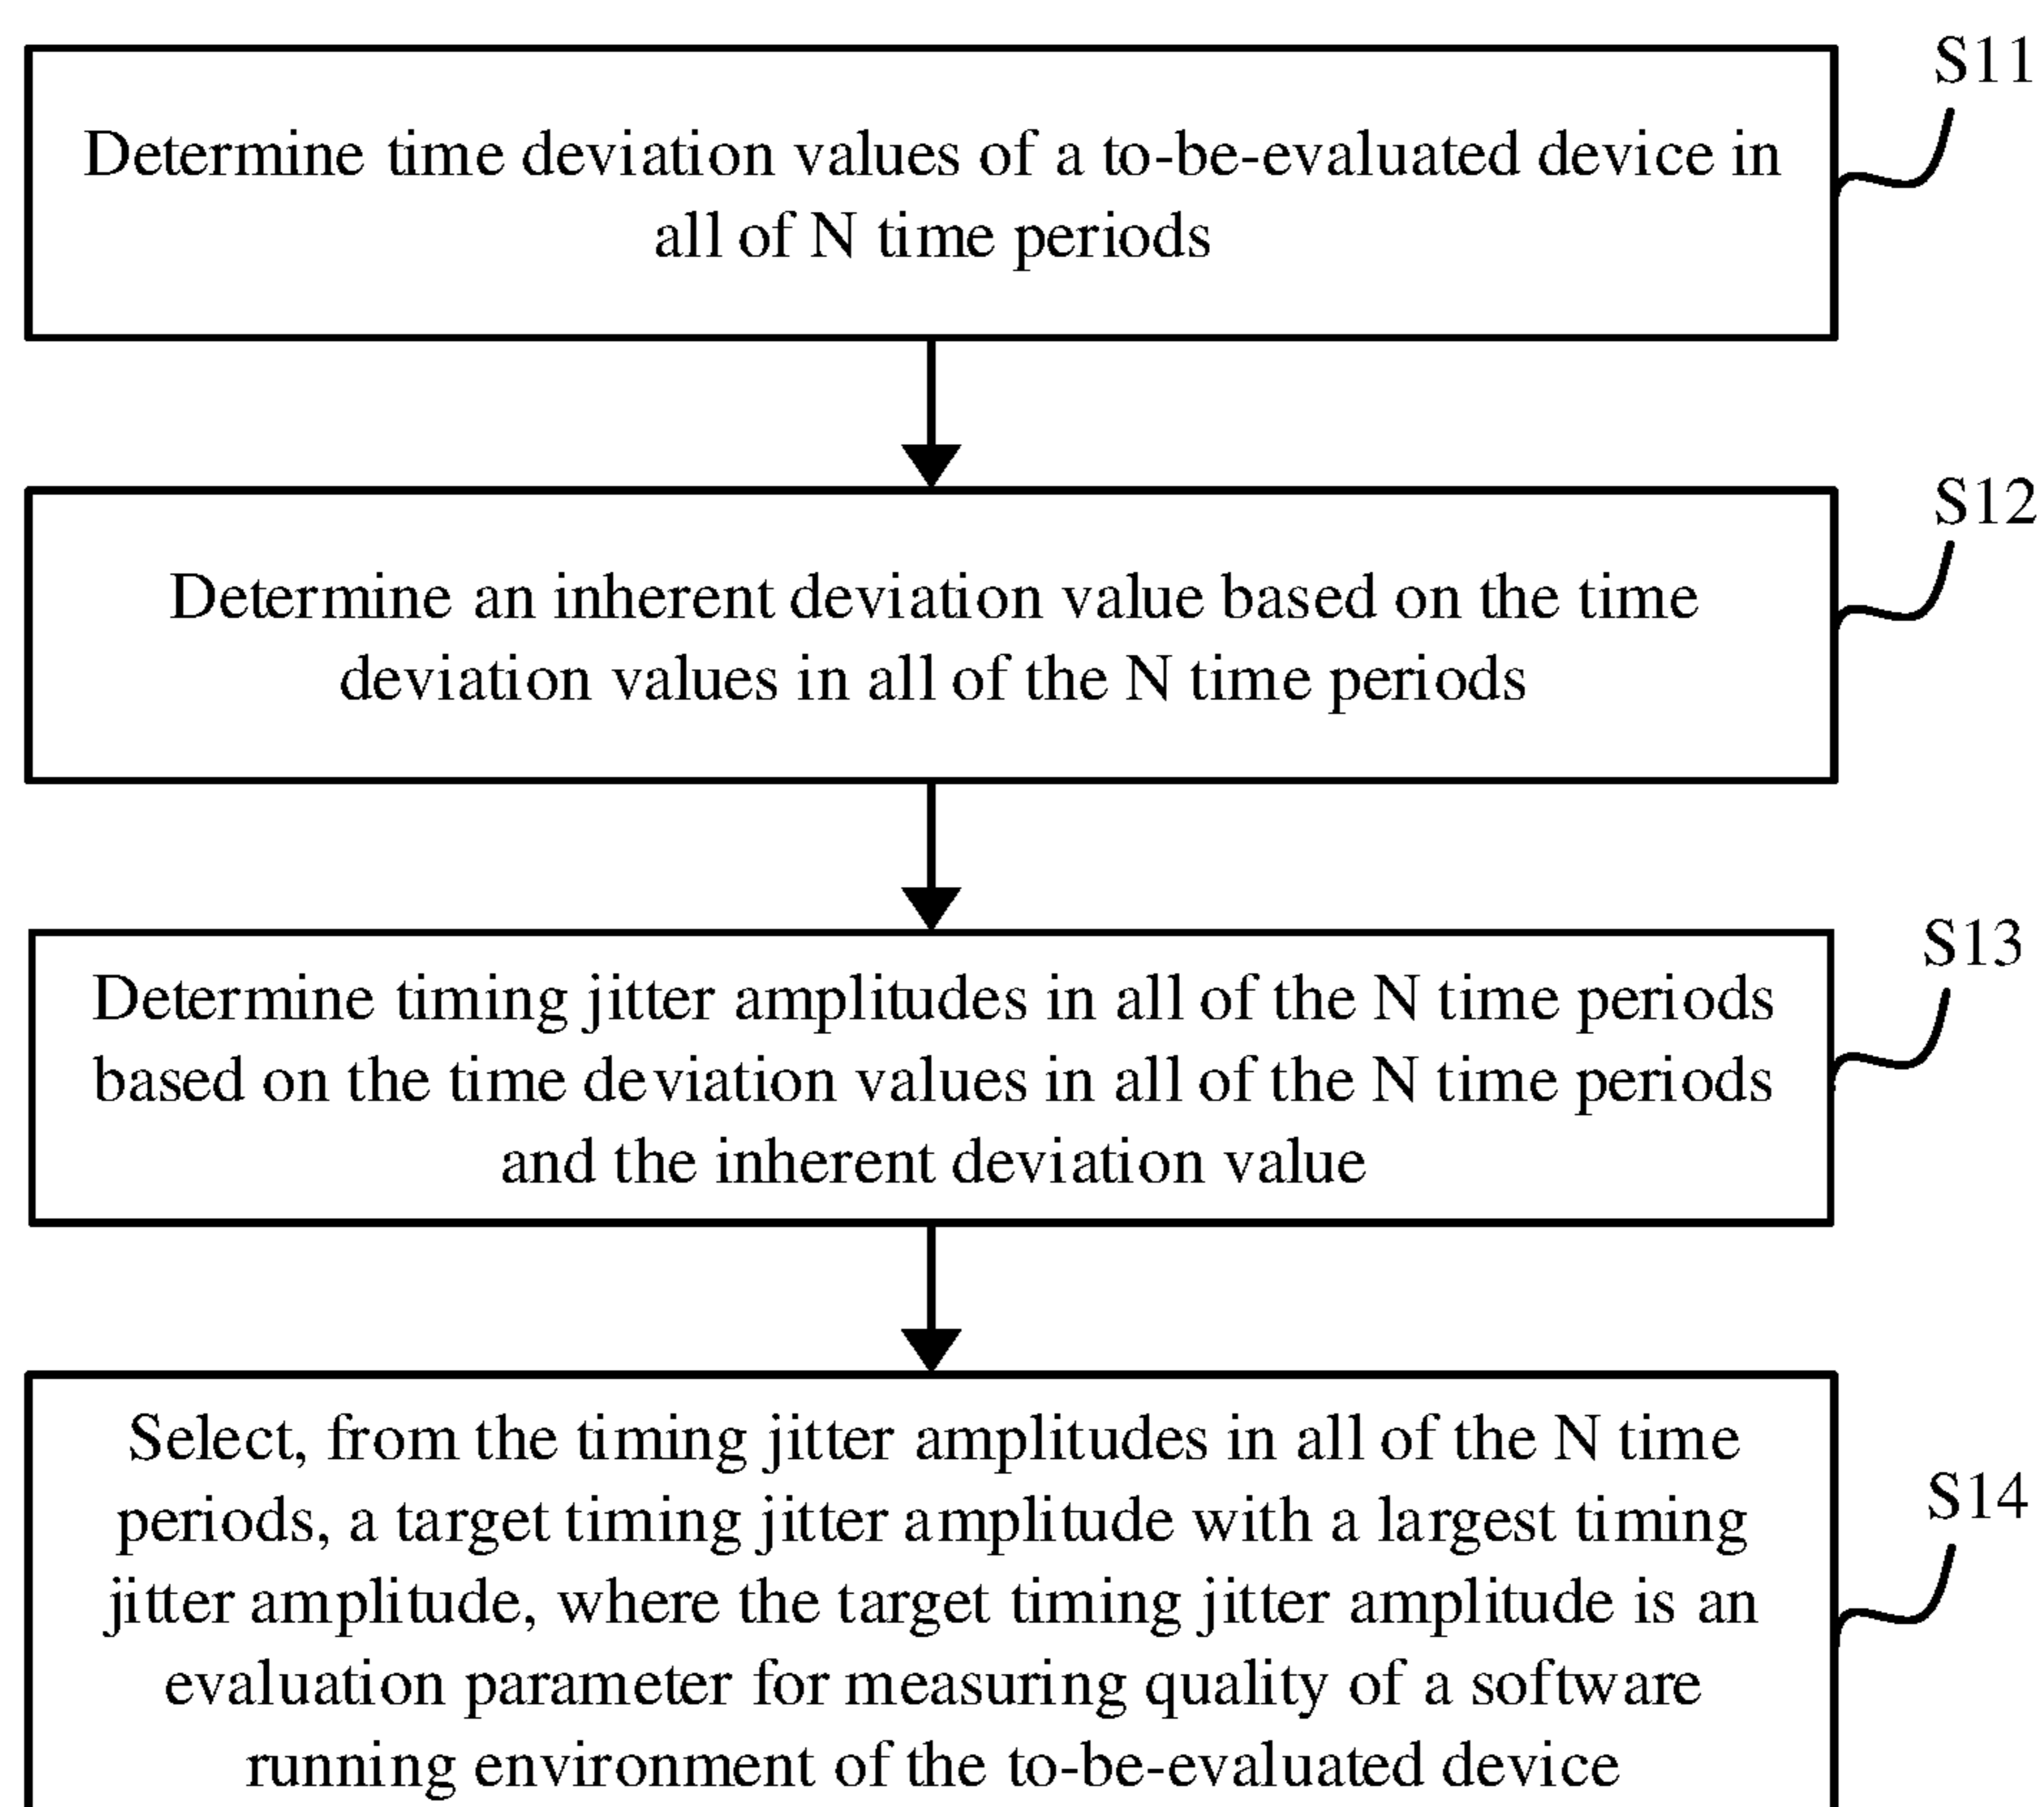 S11
Determine time deviation values of a to-be-evaluated device in
all of N time periods
S12
Determine an inherent deviation value based on the time
deviation values in all of the N time periods
S13
Determine timing jitter amplitudes in all of the N time periods
based on the time deviation values in all of the N time periods
and the inherent deviation value
S14
Select, from the timing jitter amplitudes in all of the N time
periods, a target timing jitter amplitude with a largest timing
jitter amplitude, where the target timing jitter amplitude is an
evaluation parameter for measuring quality of a software
running environment of the to-be-evaluated device